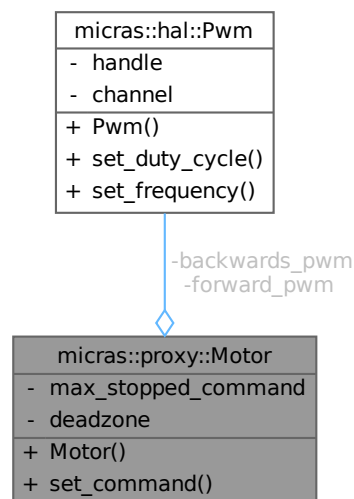 micras::hal::Pwm
- handle
- channel
+ Pwm()
+ set_duty_cycle()
+ set_frequency()
-backwards_pwm
-forward_pwm
micras::proxy::Motor
- max_stopped_command
- deadzone
+ Motor()
+ set_command()